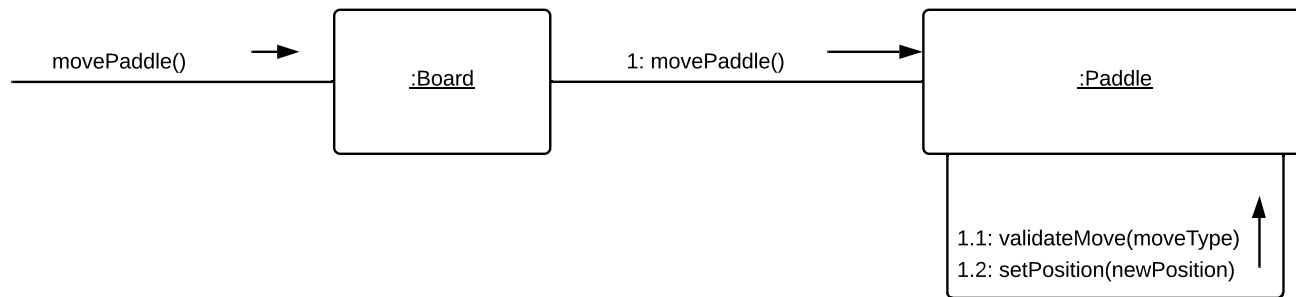 movePaddle()
:Board
1: movePaddle()
:Paddle
1.1: validateMove(moveType)
1.2: setPosition(newPosition)